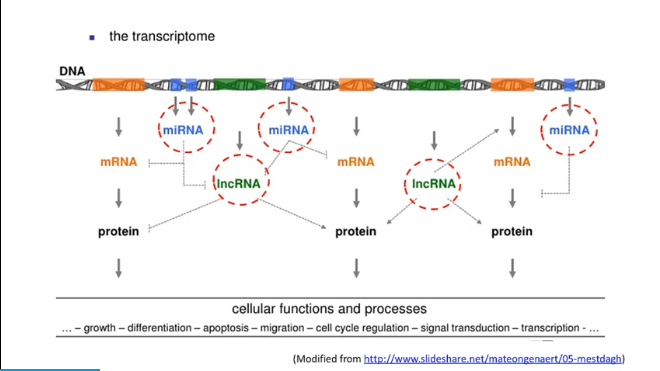 the transcriptome
DNA
miRNA
miRNA
miRNA
mRNA
mRNA
mRNA
lncRNA
lncRNA
protein
protein
protein
cellular functions and processes
... – growth – differentiation – apoptosis – migration – cell cycle regulation – signal transduction – transcription - ...
(Modified from http://www.slideshare.net/mateongenaert/05-mestdagh)